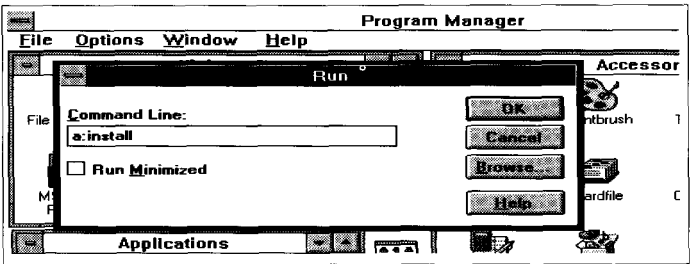 Program Manager
File Options Window Help
Accessor
Run
File
Command Line:
a:install
OK
Cancel
Browse...
Help
Run Minimized
ntbrush
ardfile
Applications